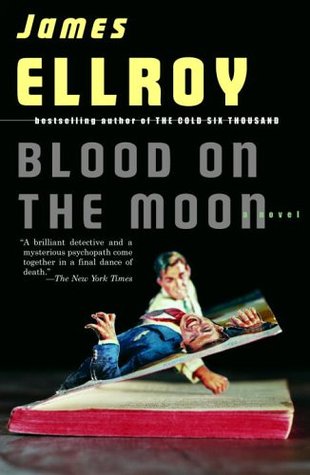 James
ELLROY
bestselling author of THE COLD SIX THOUSAND
BLOOD ON
THE MOON
a novel
"A brilliant detective and a
mysterious psychopath come
together in a final dance of
death."
—The New York Times